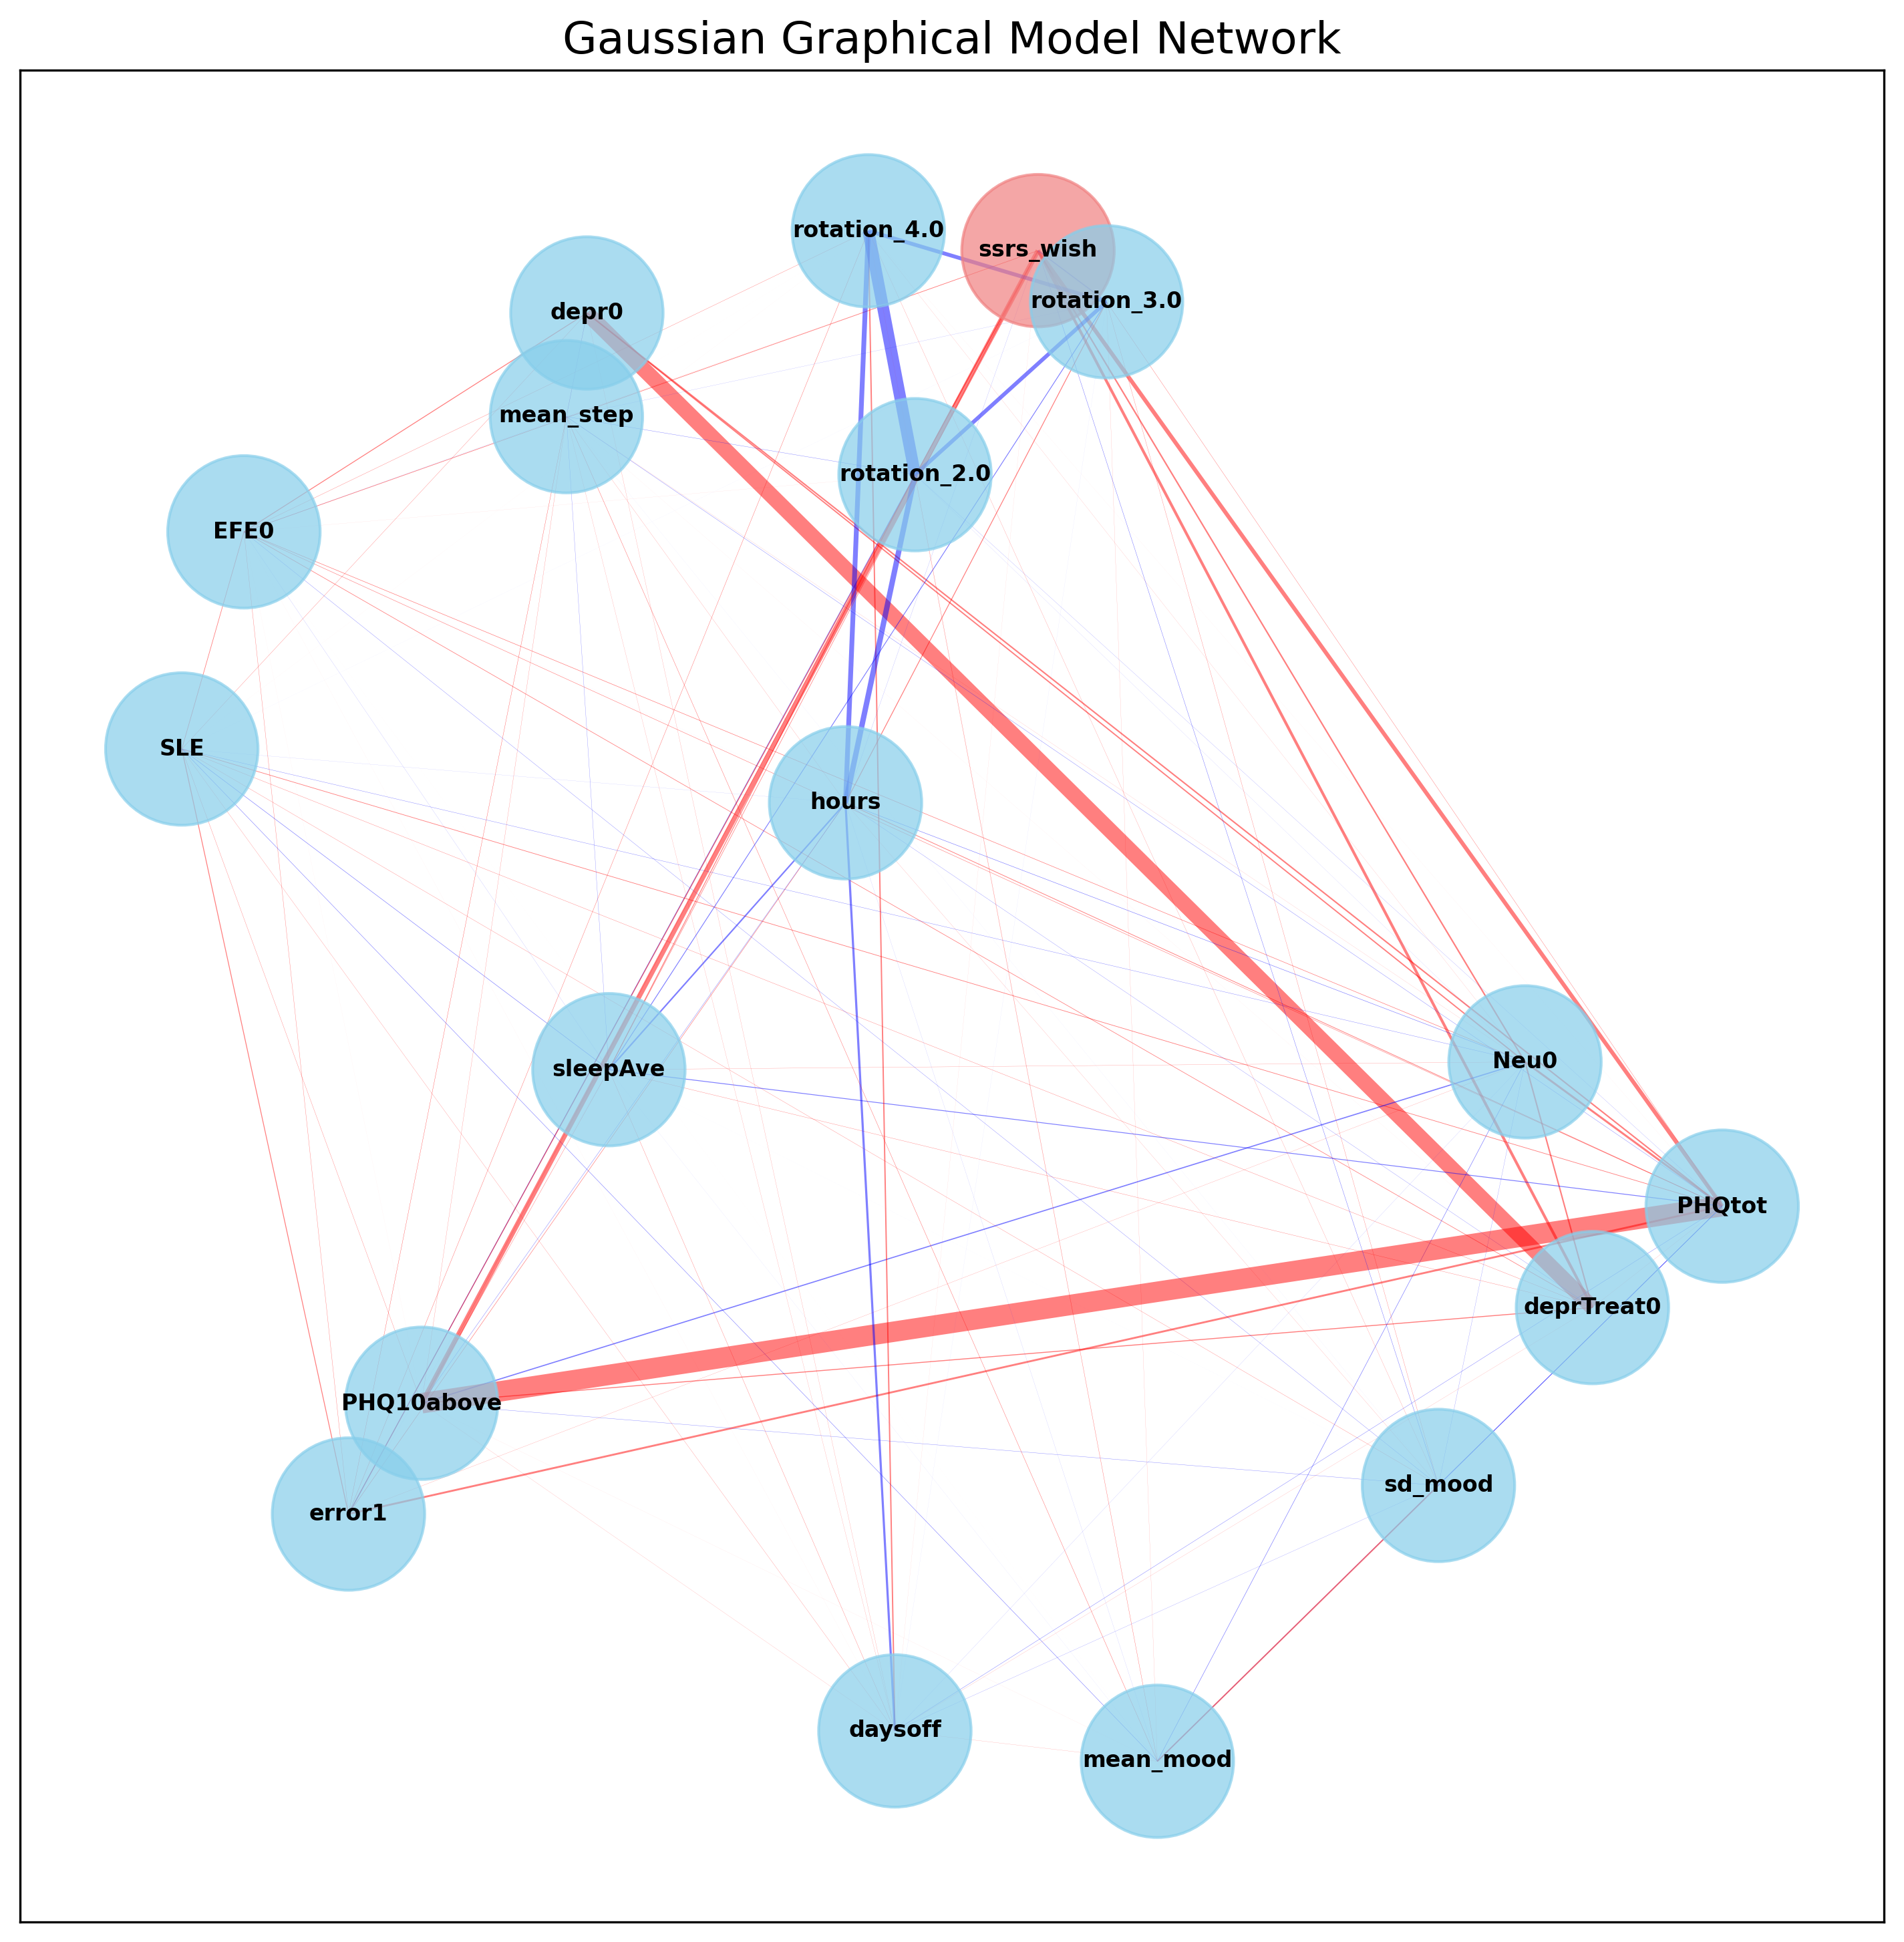 Gaussian Graphical Model Network
rotation_4.0
ssrs_wish
rotation_3.0
depr0
mean_step
rotation_2.0
EFE0
SLE
hours
sleepAve
Neu0
PHQtot
deprTreat0
PHQ10above
sd_mood
error1
daysoff
mean_mood